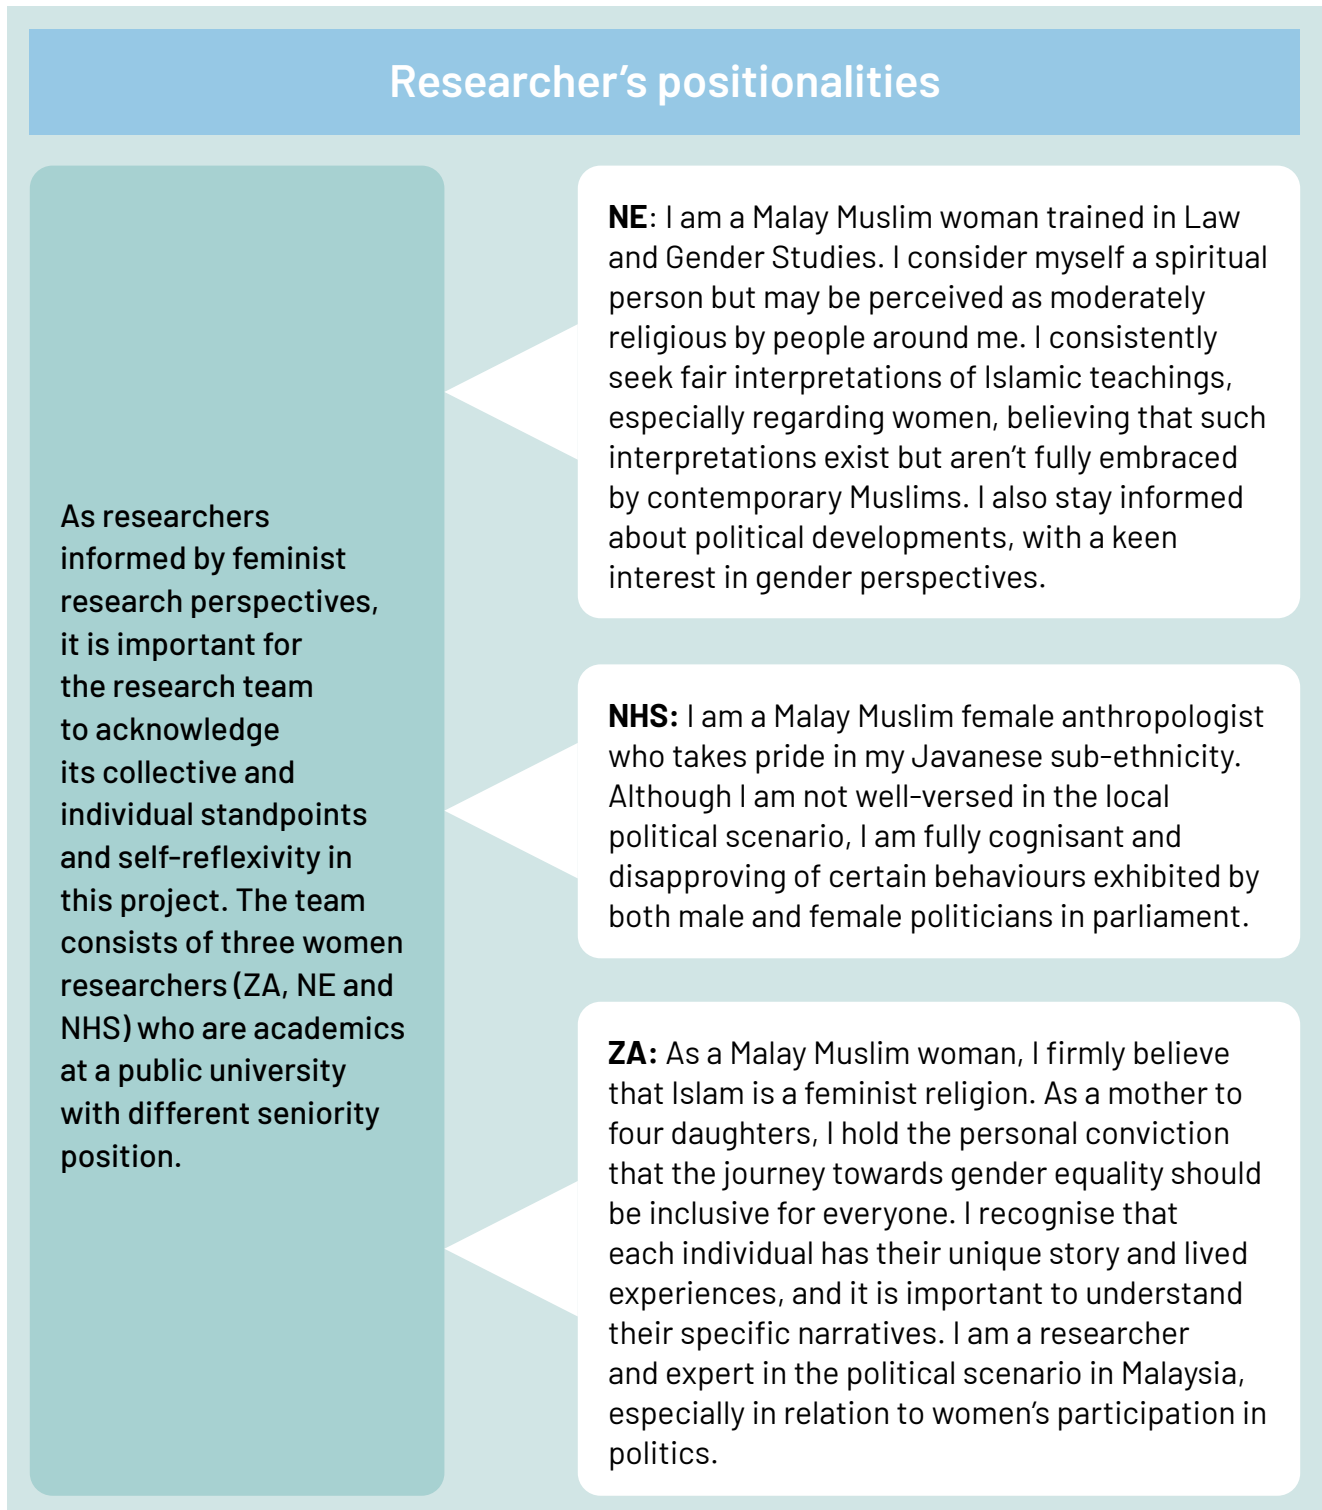 Researcher’s positionalities
As researchers
informed by feminist
research perspectives,
it is important for
the research team
to acknowledge
its collective and
individual standpoints
and self-reflexivity in
this project. The team
consists of three women
researchers (ZA, NE and
NHS) who are academics
at a public university
with different seniority
position.
NE: I am a Malay Muslim woman trained in Law
and Gender Studies. I consider myself a spiritual
person but may be perceived as moderately
religious by people around me. I consistently
seek fair interpretations of Islamic teachings,
especially regarding women, believing that such
interpretations exist but aren’t fully embraced
by contemporary Muslims. I also stay informed
about political developments, with a keen
interest in gender perspectives.
NHS: I am a Malay Muslim female anthropologist
who takes pride in my Javanese sub-ethnicity.
Although I am not well-versed in the local
political scenario, I am fully cognisant and
disapproving of certain behaviours exhibited by
both male and female politicians in parliament.
ZA: As a Malay Muslim woman, I firmly believe
that Islam is a feminist religion. As a mother to
four daughters, I hold the personal conviction
that the journey towards gender equality should
be inclusive for everyone. I recognise that
each individual has their unique story and lived
experiences, and it is important to understand
their specific narratives. I am a researcher
and expert in the political scenario in Malaysia,
especially in relation to women’s participation in
politics.